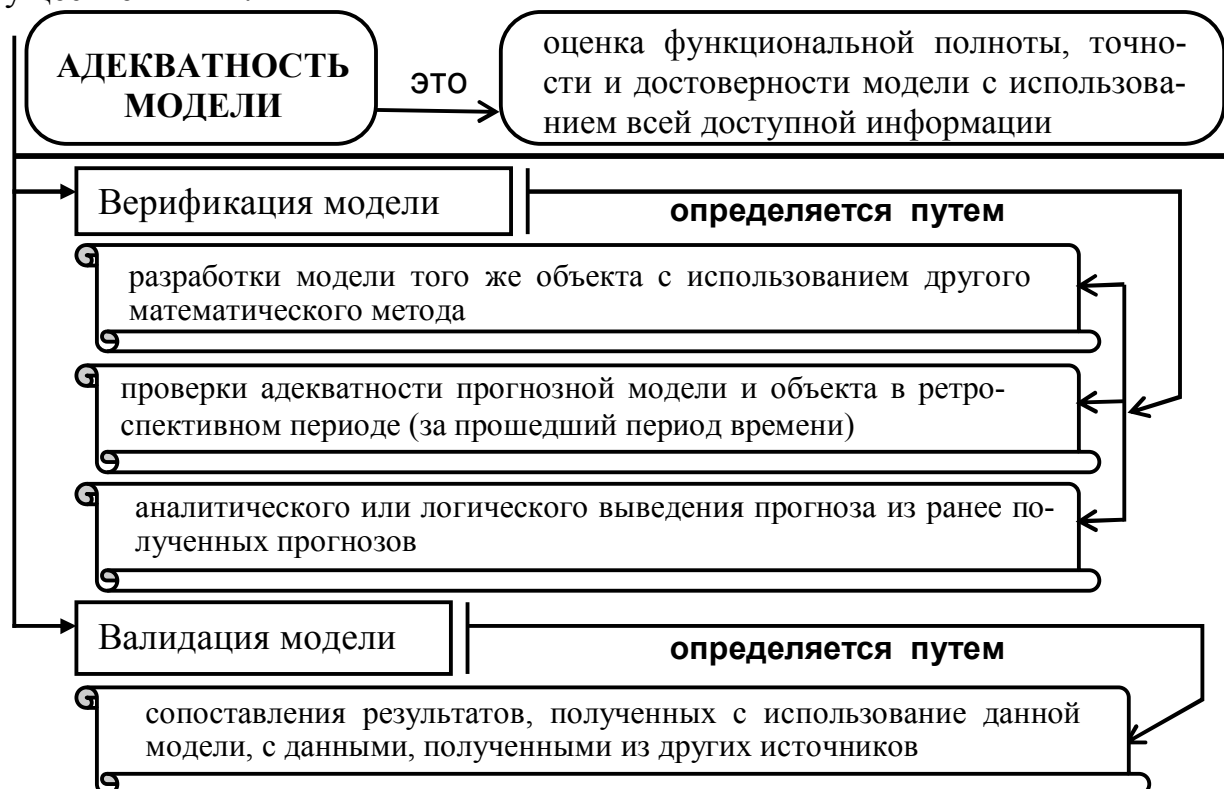 АДЕКВАТНОСТЬ
МОДЕЛИ
это
оценка функциональной полноты, точно-
сти и достоверности модели с использова-
нием всей доступной информации
Верификация модели
определяется путем
разработки модели того же объекта с использованием другого
математического метода
проверки адекватности прогнозной модели и объекта в ретро-
спективном периоде (за прошедший период времени)
аналитического или логического выведения прогноза из ранее по-
лученных прогнозов
Валидация модели
определяется путем
сопоставления результатов, полученных с использование данной
модели, с данными, полученными из других источников